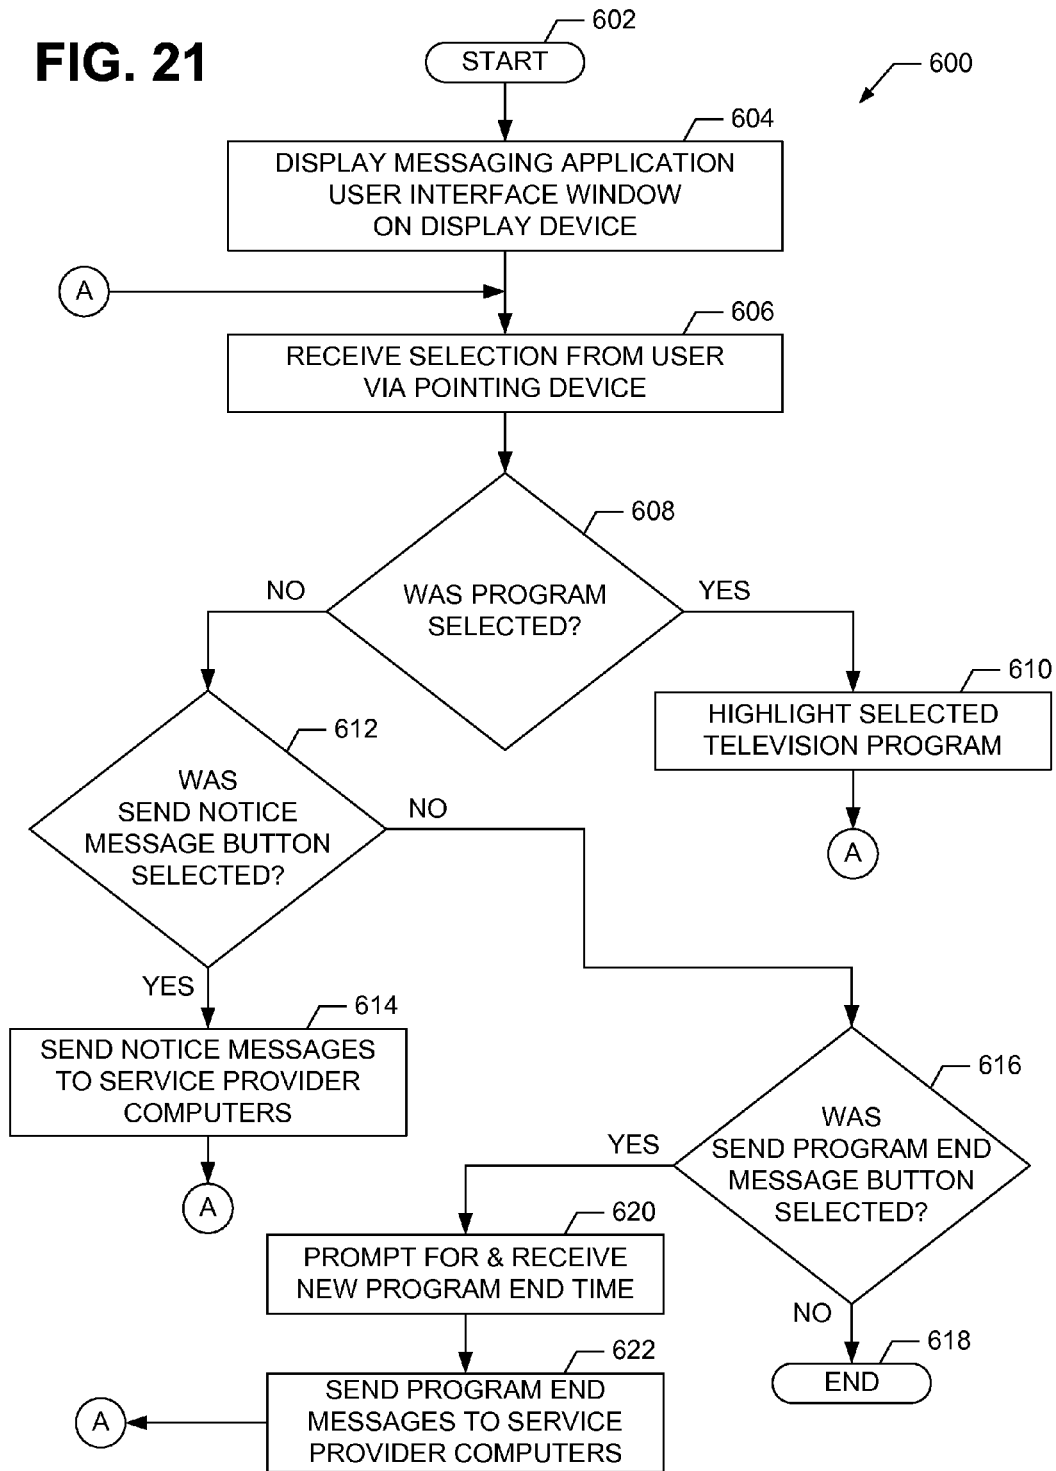 FIG. 21
602
START
600
604
DISPLAY MESSAGING APPLICATION
USER INTERFACE WINDOW
ON DISPLAY DEVICE
A
606
RECEIVE SELECTION FROM USER
VIA POINTING DEVICE
608
NO
WAS PROGRAM
SELECTED?
YES
610
HIGHLIGHT SELECTED
TELEVISION PROGRAM
A
612
WAS
SEND NOTICE
MESSAGE BUTTON
SELECTED?
NO
YES
614
SEND NOTICE MESSAGES
TO SERVICE PROVIDER
COMPUTERS
A
616
WAS
SEND PROGRAM END
MESSAGE BUTTON
SELECTED?
YES
620
PROMPT FOR & RECEIVE
NEW PROGRAM END TIME
NO
618
END
622
SEND PROGRAM END
MESSAGES TO SERVICE
PROVIDER COMPUTERS
A